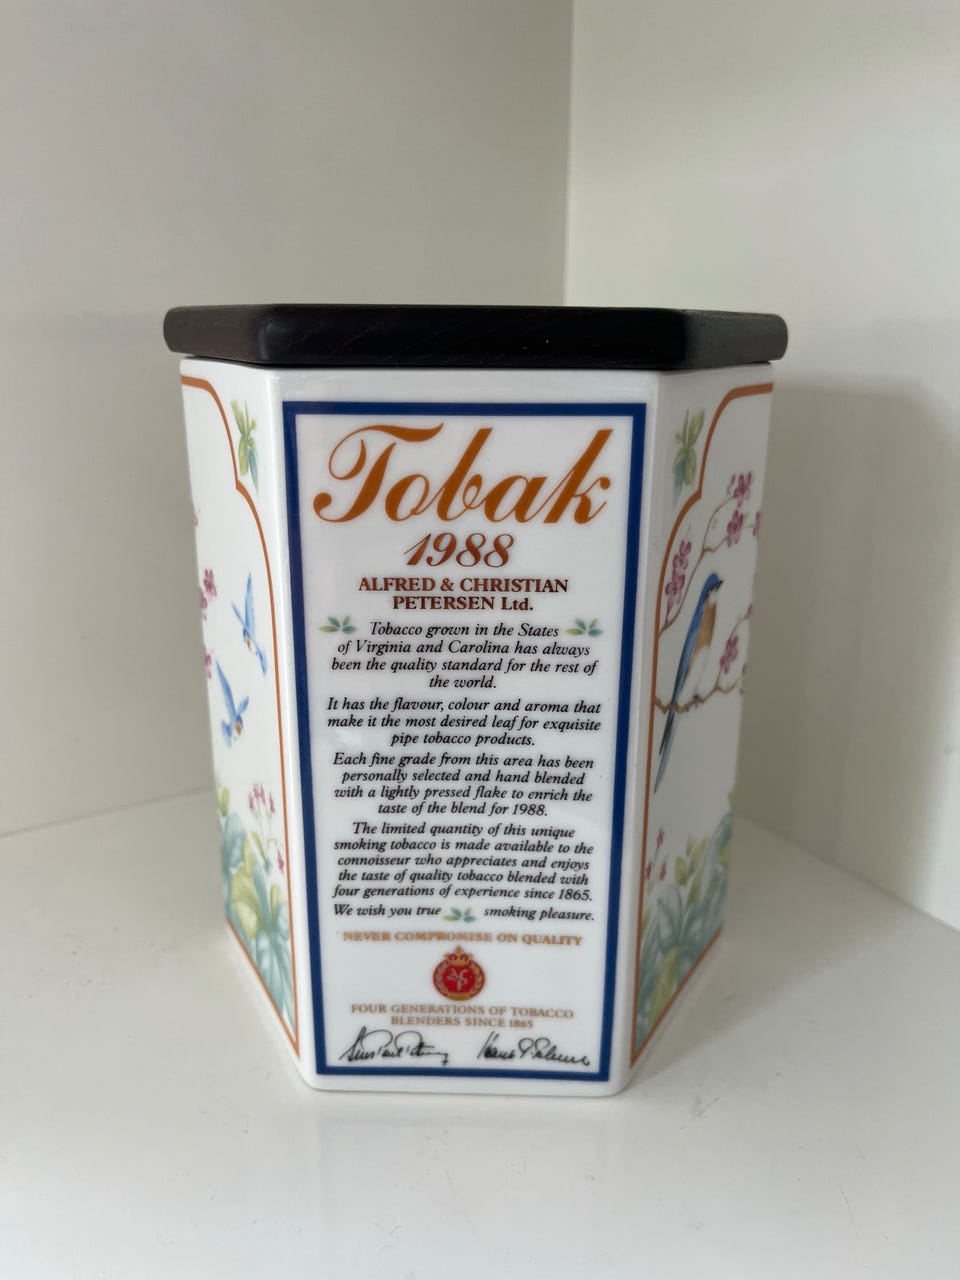 Tobak
1988
ALFRED & CHRISTIAN
PETERSEN Ltd.
Tobacco grown in the States
of Virginia and Carolina has always
been the quality standard for the rest of
the world.
It has the flavour, colour and aroma that
make it the most desired leaf for exquisite
pipe tobacco products.
Each fine grade from this area has been
personally selected and hand blended
with a lightly pressed flake to enrich the
taste of the blend for 1988.
The limited quantity of this unique
smoking tobacco is made available to the
connoisseur who appreciates and enjoys
the taste of quality tobacco blended with
four generations of experience since 1865.
We wish you true smoking pleasure.
NEVER COMPROMISE ON QUALITY
FOUR GENERATIONS OF TOBACCO
BLENDERS SINCE 1865